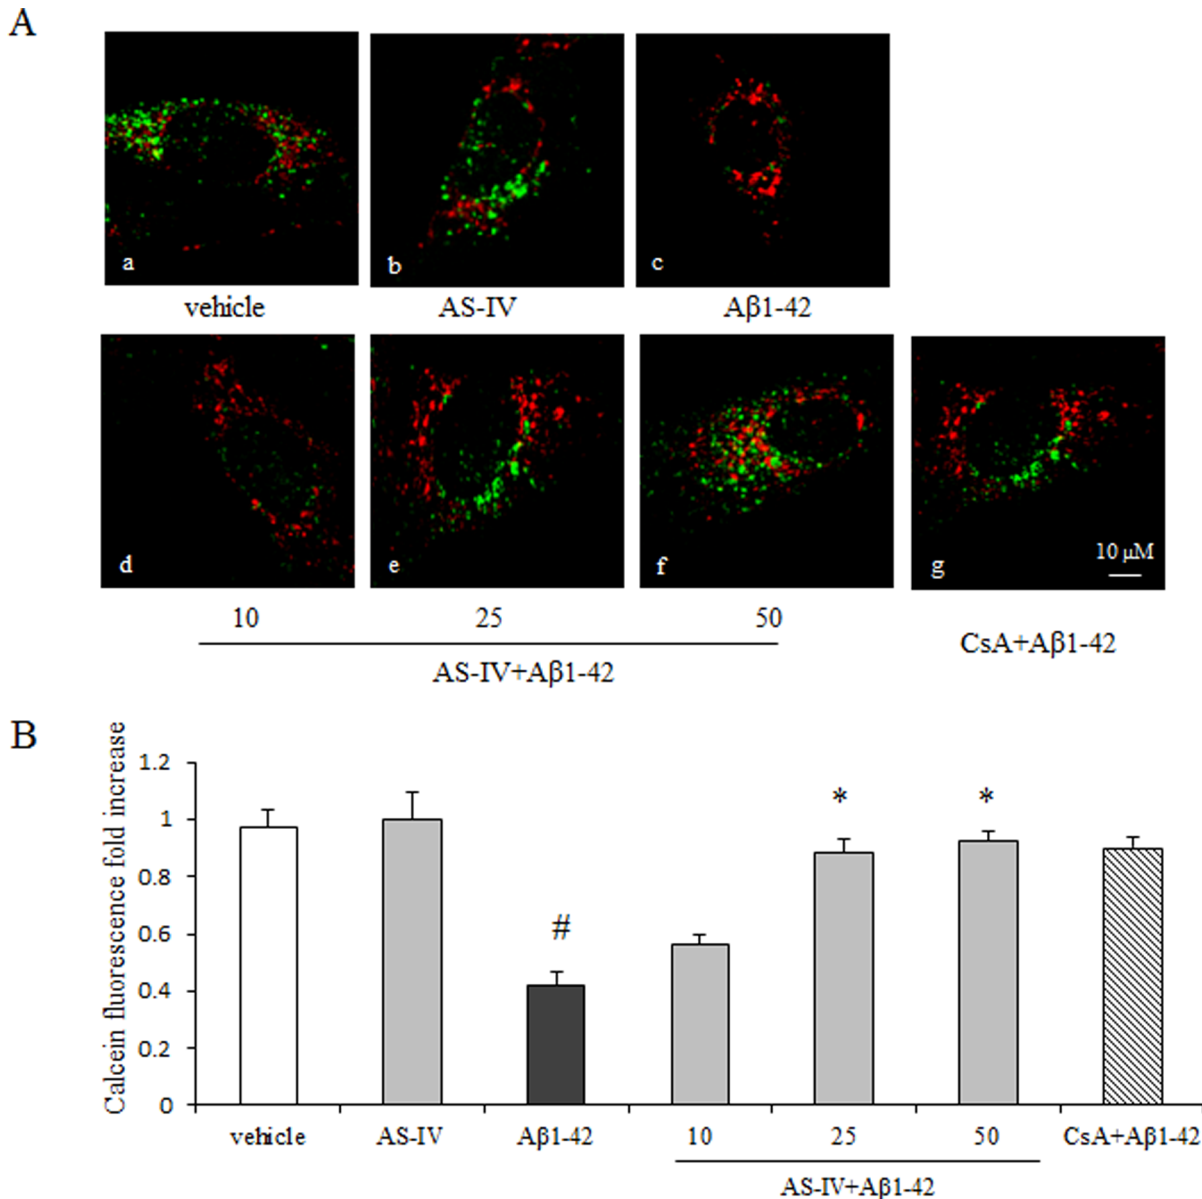 A
a
b
c
vehicle
AS-IV
Aβ1-42
d
e
f
g
10 μM
10
25
50
AS-IV+Aβ1-42
CsA+Aβ1-42
B
Calcein fluorescence fold increase
1.2
1
0.8
0.6
0.4
0.2
0
#
*
*
vehicle
AS-IV
Aβ1-42
10
25
50
CsA+Aβ1-42
AS-IV+Aβ1-42